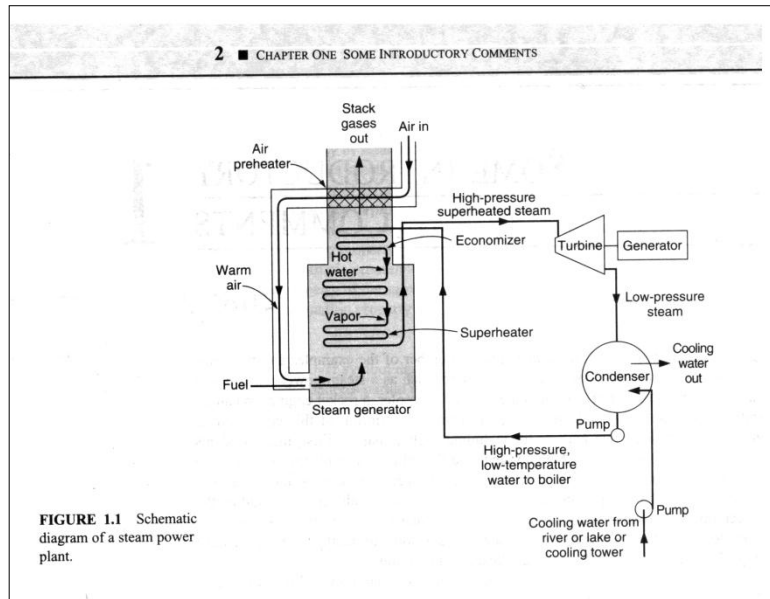 2 ■ CHAPTER ONE SOME INTRODUCTORY COMMENTS
Stack
gases
out
Air in
Air
preheater
High-pressure
superheated steam
Economizer
Turbine
Generator
Hot
water
Warm
air
Low-pressure
steam
Vapor
Superheater
Cooling
water
out
Condenser
Fuel
Steam generator
Pump
High-pressure,
low-temperature
water to boiler
Pump
Cooling water from
river or lake or
cooling tower
FIGURE 1.1 Schematic
diagram of a steam power
plant.